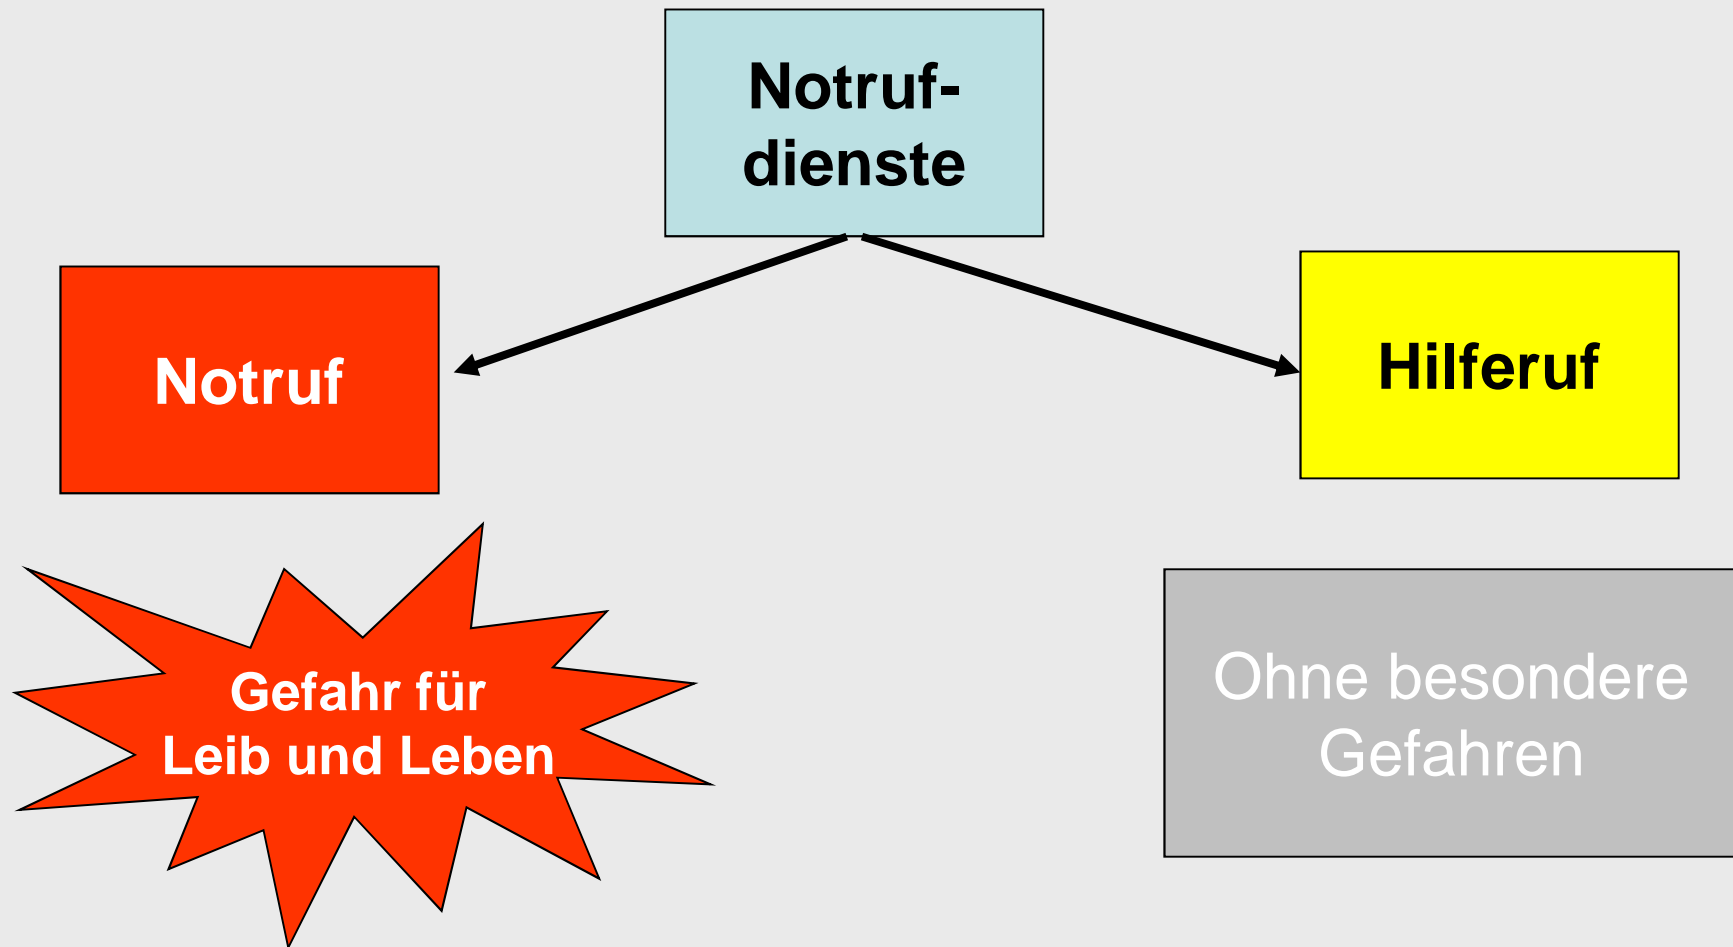 Notruf-
dienste
Notruf
Hilferuf
Gefahr für
Leib und Leben
Ohne besondere
Gefahren